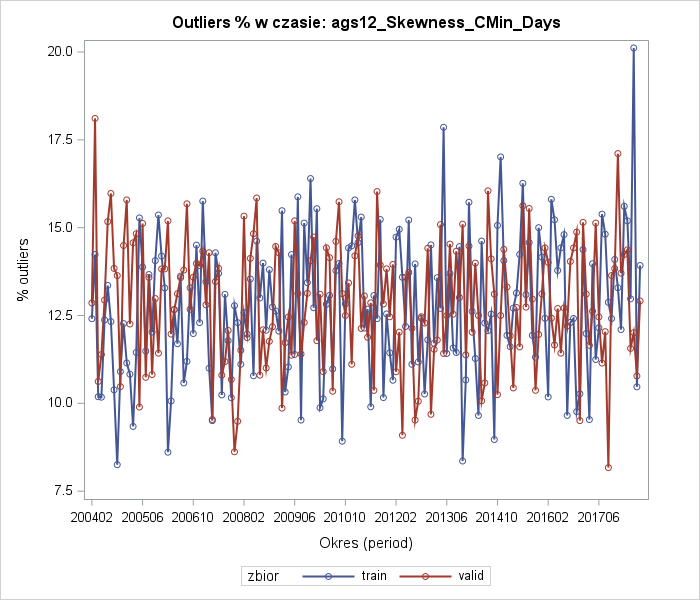 Outliers % w czasie: ags12_Skewness_CMin_Days
% outliers
20.0
17.5
15.0
12.5
10.0
7.5
200402 200506 200610 200802 200906 201010 201202 201306 201410 201602 201706
Okres (period)
zbior train valid